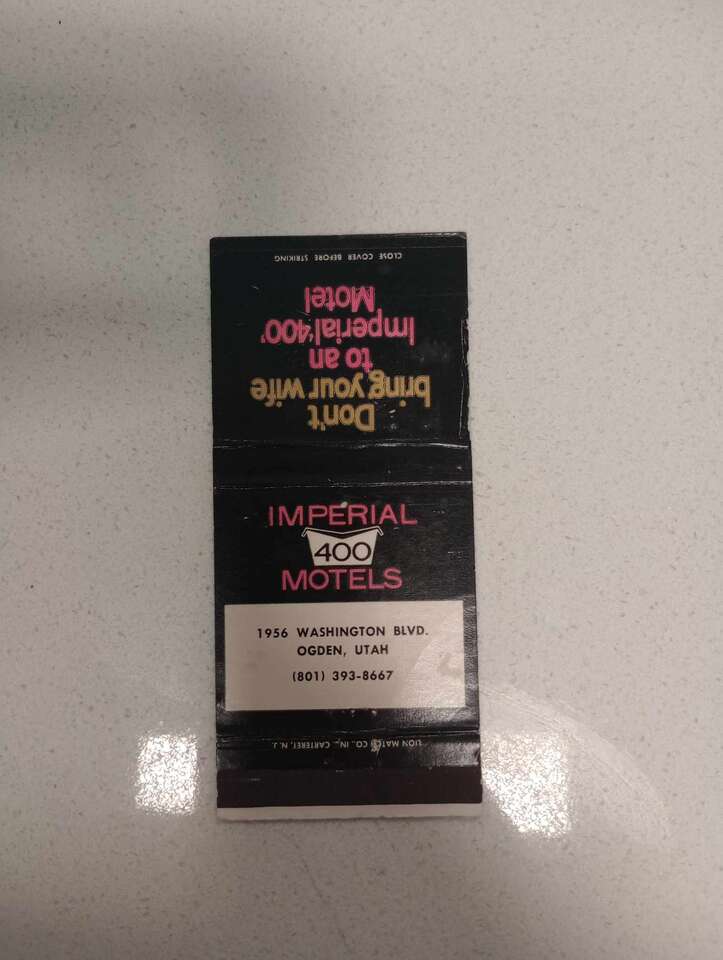 CLOSE COVER BEFORE STRIKING
Don't
bring your wife
to an
Imperial'400'
Motel
IMPERIAL
400
MOTELS
1956 WASHINGTON BLVD.
OGDEN, UTAH
(801) 393-8667
LION MATCH CO., INC., CARTERET, N. J.